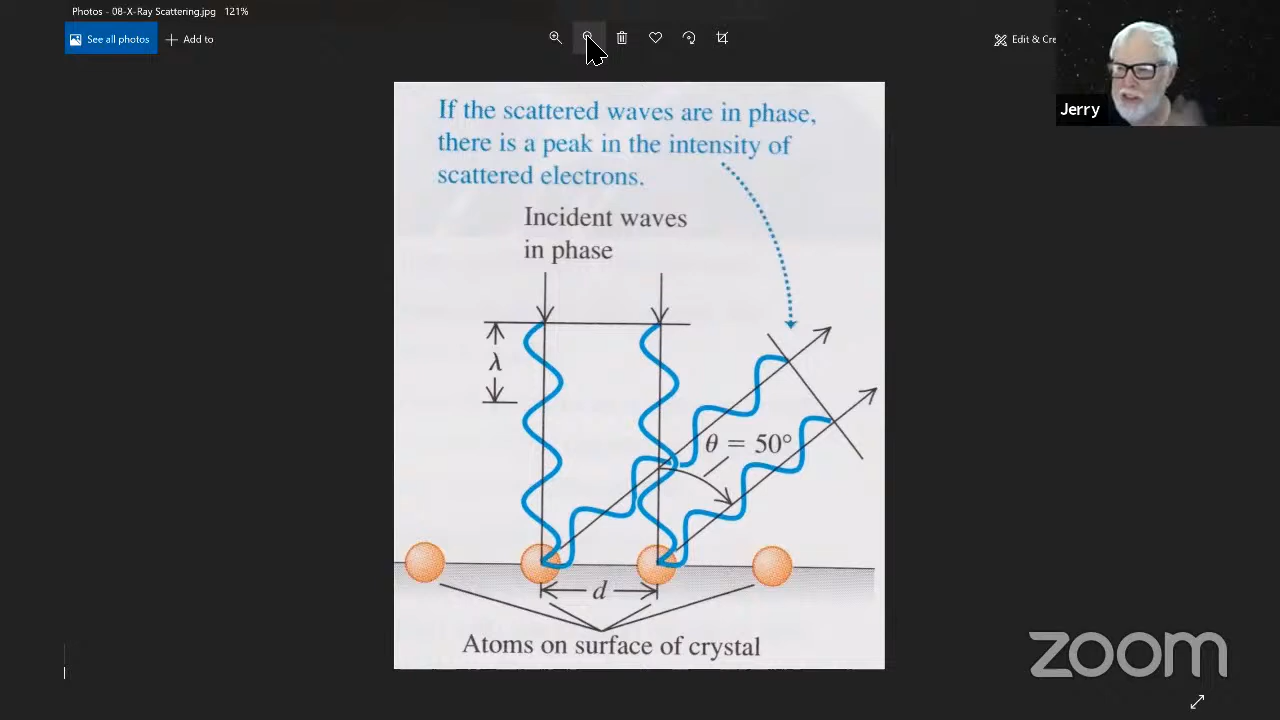 Photos - 08-X-Ray Scattering.jpg 121%
See all photos
Add to
Edit & Cre
Jerry
If the scattered waves are in phase,
there is a peak in the intensity of
scattered electrons.
Incident waves
in phase
λ
θ = 50°
d
Atoms on surface of crystal
zoom